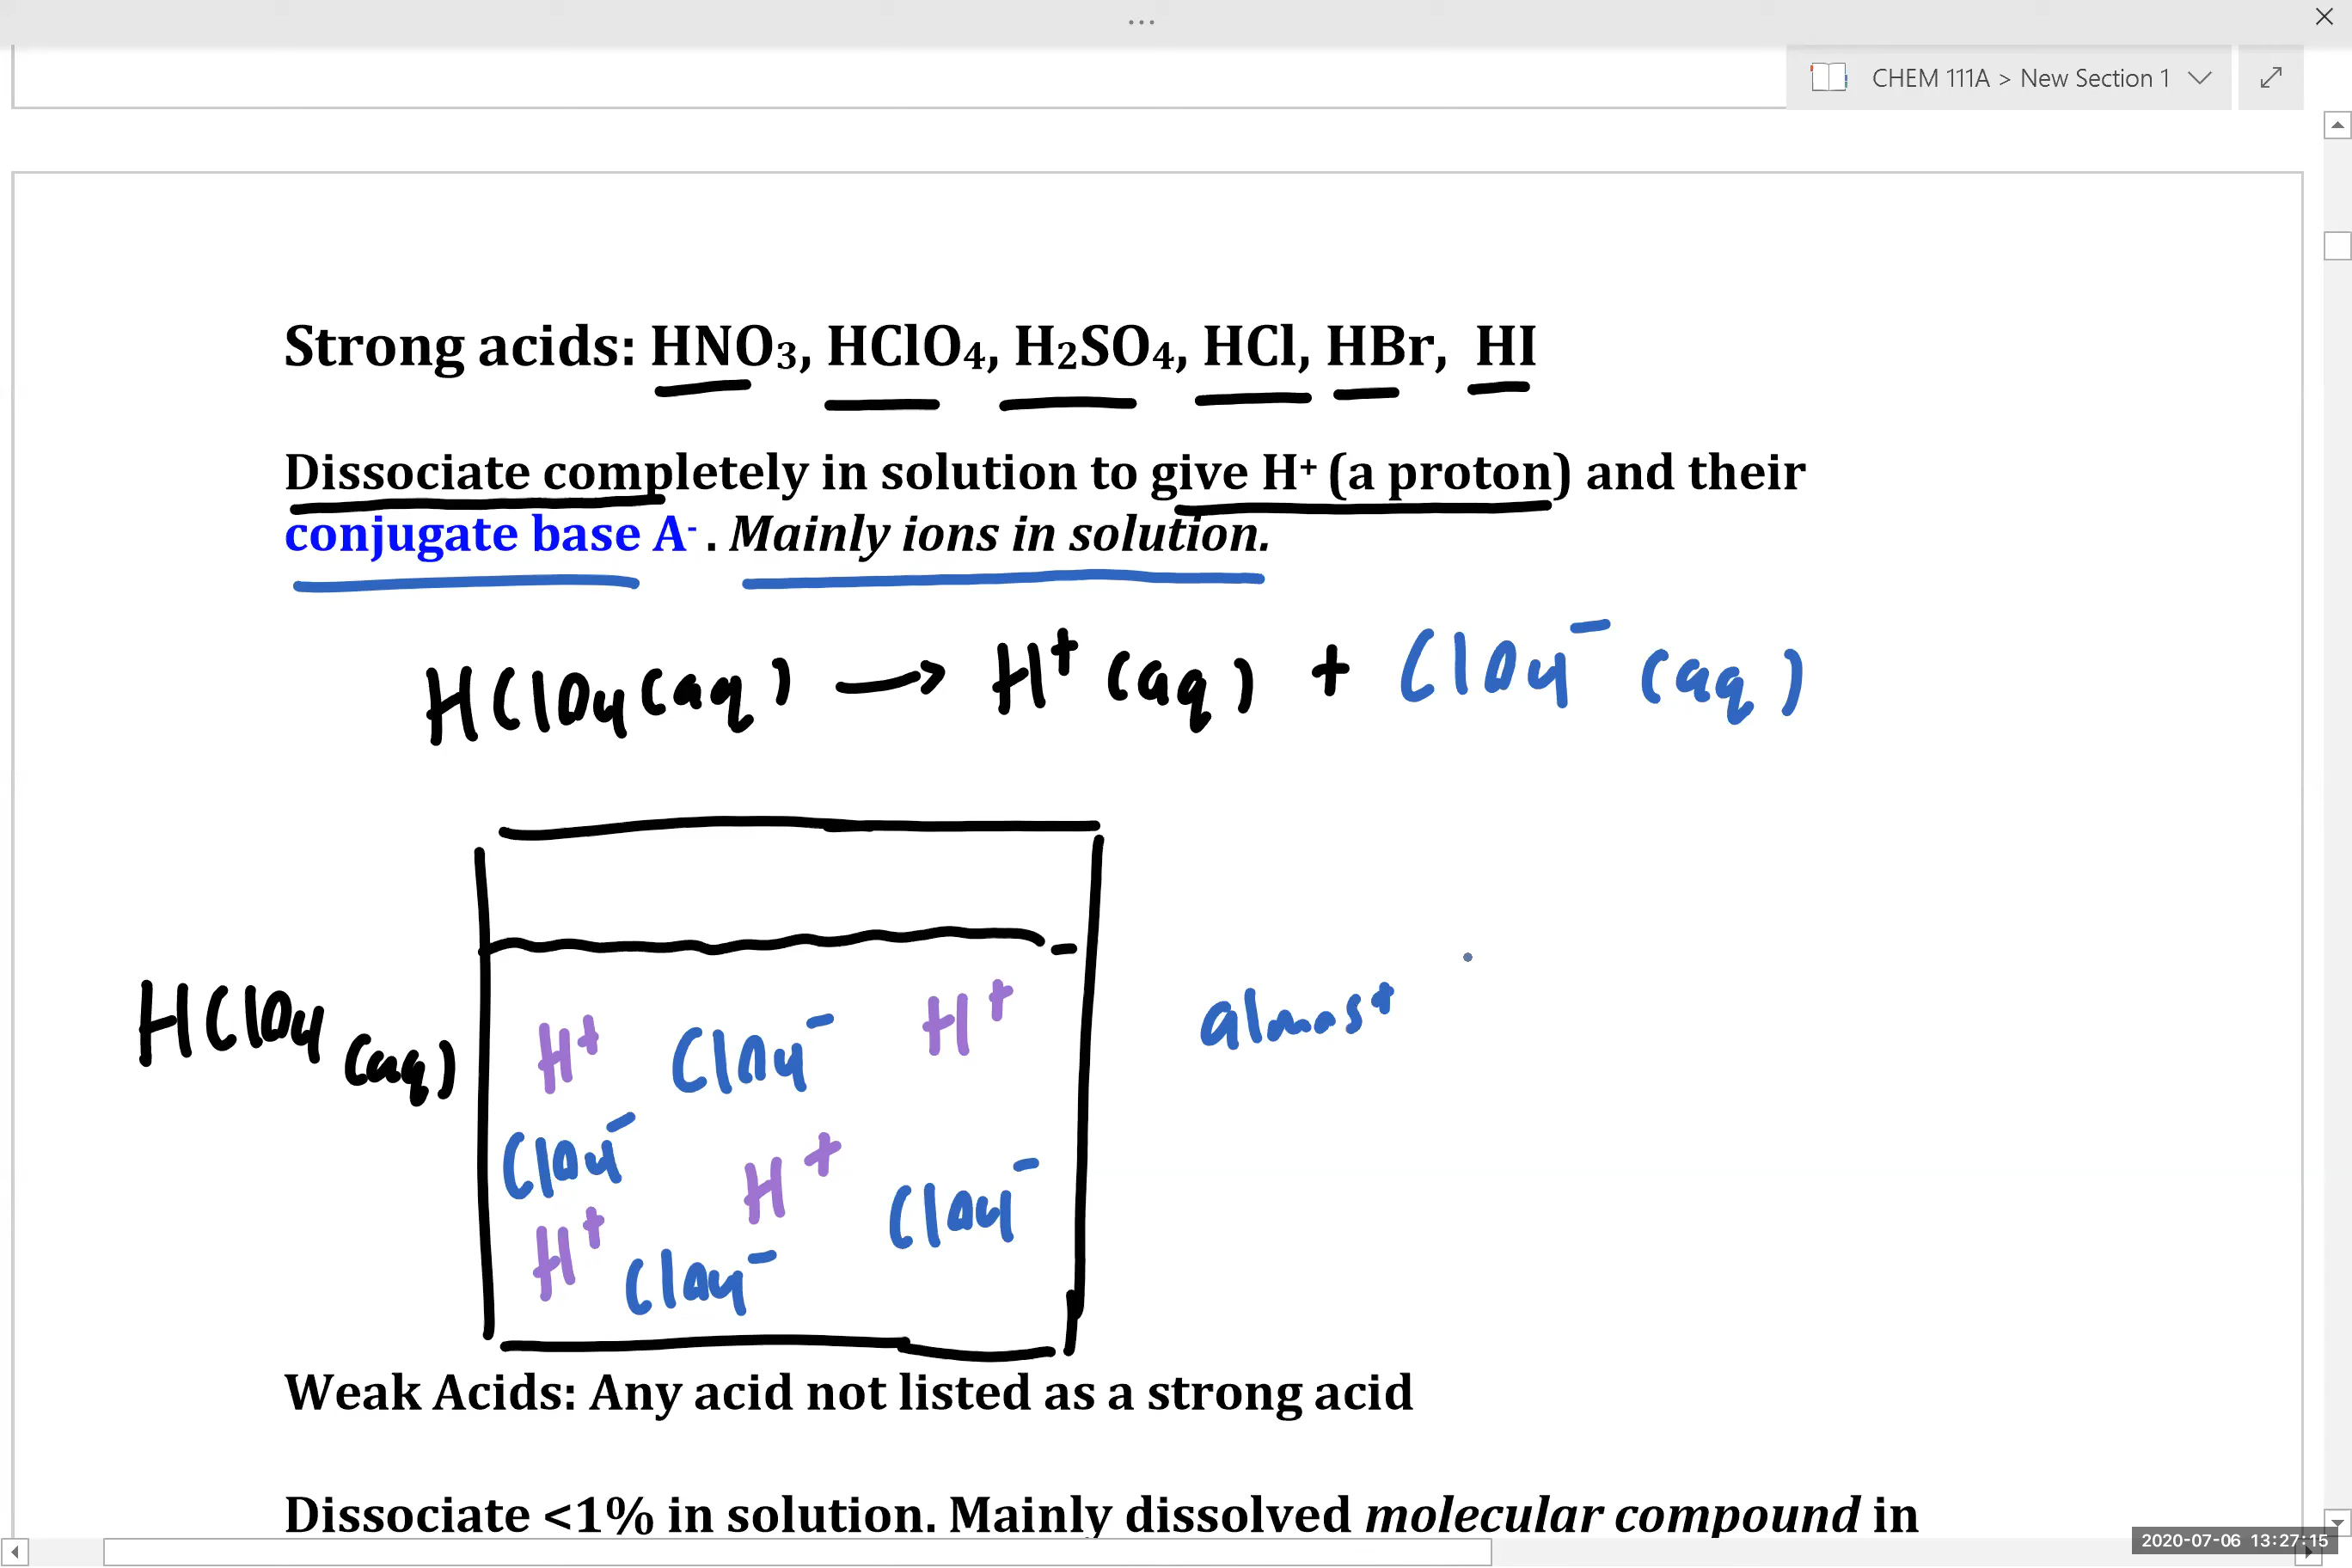 CHEM 111A > New Section 1
Strong acids: HNO₃, HClO₄, H₂SO₄, HCl, HBr, HI
Dissociate completely in solution to give H⁺ (a proton) and their
conjugate base A⁻. Mainly ions in solution.
HClO₄(aq) → H⁺(aq) + ClO₄⁻(aq)
HClO₄(aq)
H⁺ ClO₄⁻ H⁺
almost
ClO₄⁻ H⁺ ClO₄⁻
H⁺ ClO₄⁻
Weak Acids: Any acid not listed as a strong acid
Dissociate <1% in solution. Mainly dissolved molecular compound in
2020-07-06 13:27:15